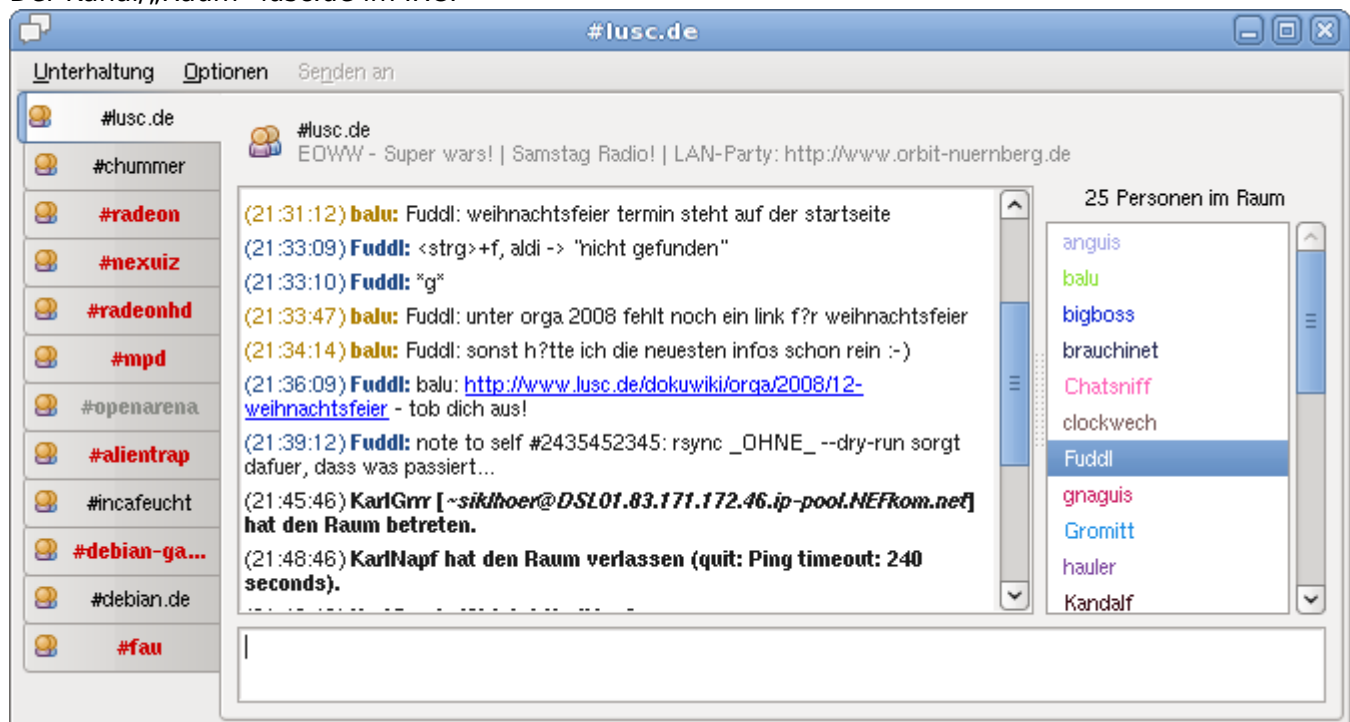 #lusc.de
Unterhaltung Optionen Senden an
#lusc.de
#chummer
#radeon
#nexuiz
#radeonhd
#mpd
#openarena
#alientrap
#incafeucht
#debian-ga...
#debian.de
#fau
#lusc.de
EOWW - Super wars! | Samstag Radio! | LAN-Party: http://www.orbit-nuernberg.de
(21:31:12) balu: Fuddl: weihnachtsfeier termin steht auf der startseite
(21:33:09) Fuddl: <strg>+f, aldi -> "nicht gefunden"
(21:33:10) Fuddl: *g*
(21:33:47) balu: Fuddl: unter orga 2008 fehlt noch ein link f?r weihnachtsfeier
(21:34:14) balu: Fuddl: sonst h?tte ich die neuesten infos schon rein :-)
(21:36:09) Fuddl: balu: http://www.lusc.de/dokuwiki/orga/2008/12-
weihnachtsfeier - tob dich aus!
(21:39:12) Fuddl: note to self #2435452345: rsync _OHNE_ --dry-run sorgt
dafuer, dass was passiert...
(21:45:46) KarlGrrr [~siklhoer@DSL01.83.171.172.46.ip-pool.NEFkom.net]
hat den Raum betreten.
(21:48:46) KarlNapf hat den Raum verlassen (quit: Ping timeout: 240
seconds).
25 Personen im Raum
anguis
balu
bigboss
brauchinet
Chatsniff
clockwech
Fuddl
gnaguis
Gromitt
hauler
Kandalf